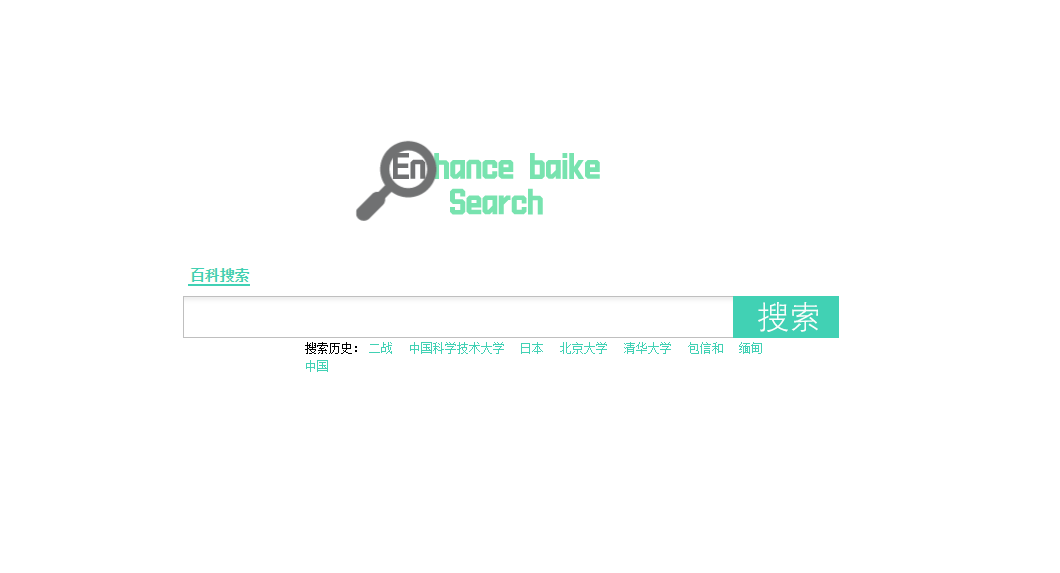 Enhance baike
Search
百科搜索
搜索
搜索历史： 二战 中国科学技术大学 日本 北京大学 清华大学 包信和 缅甸
中国